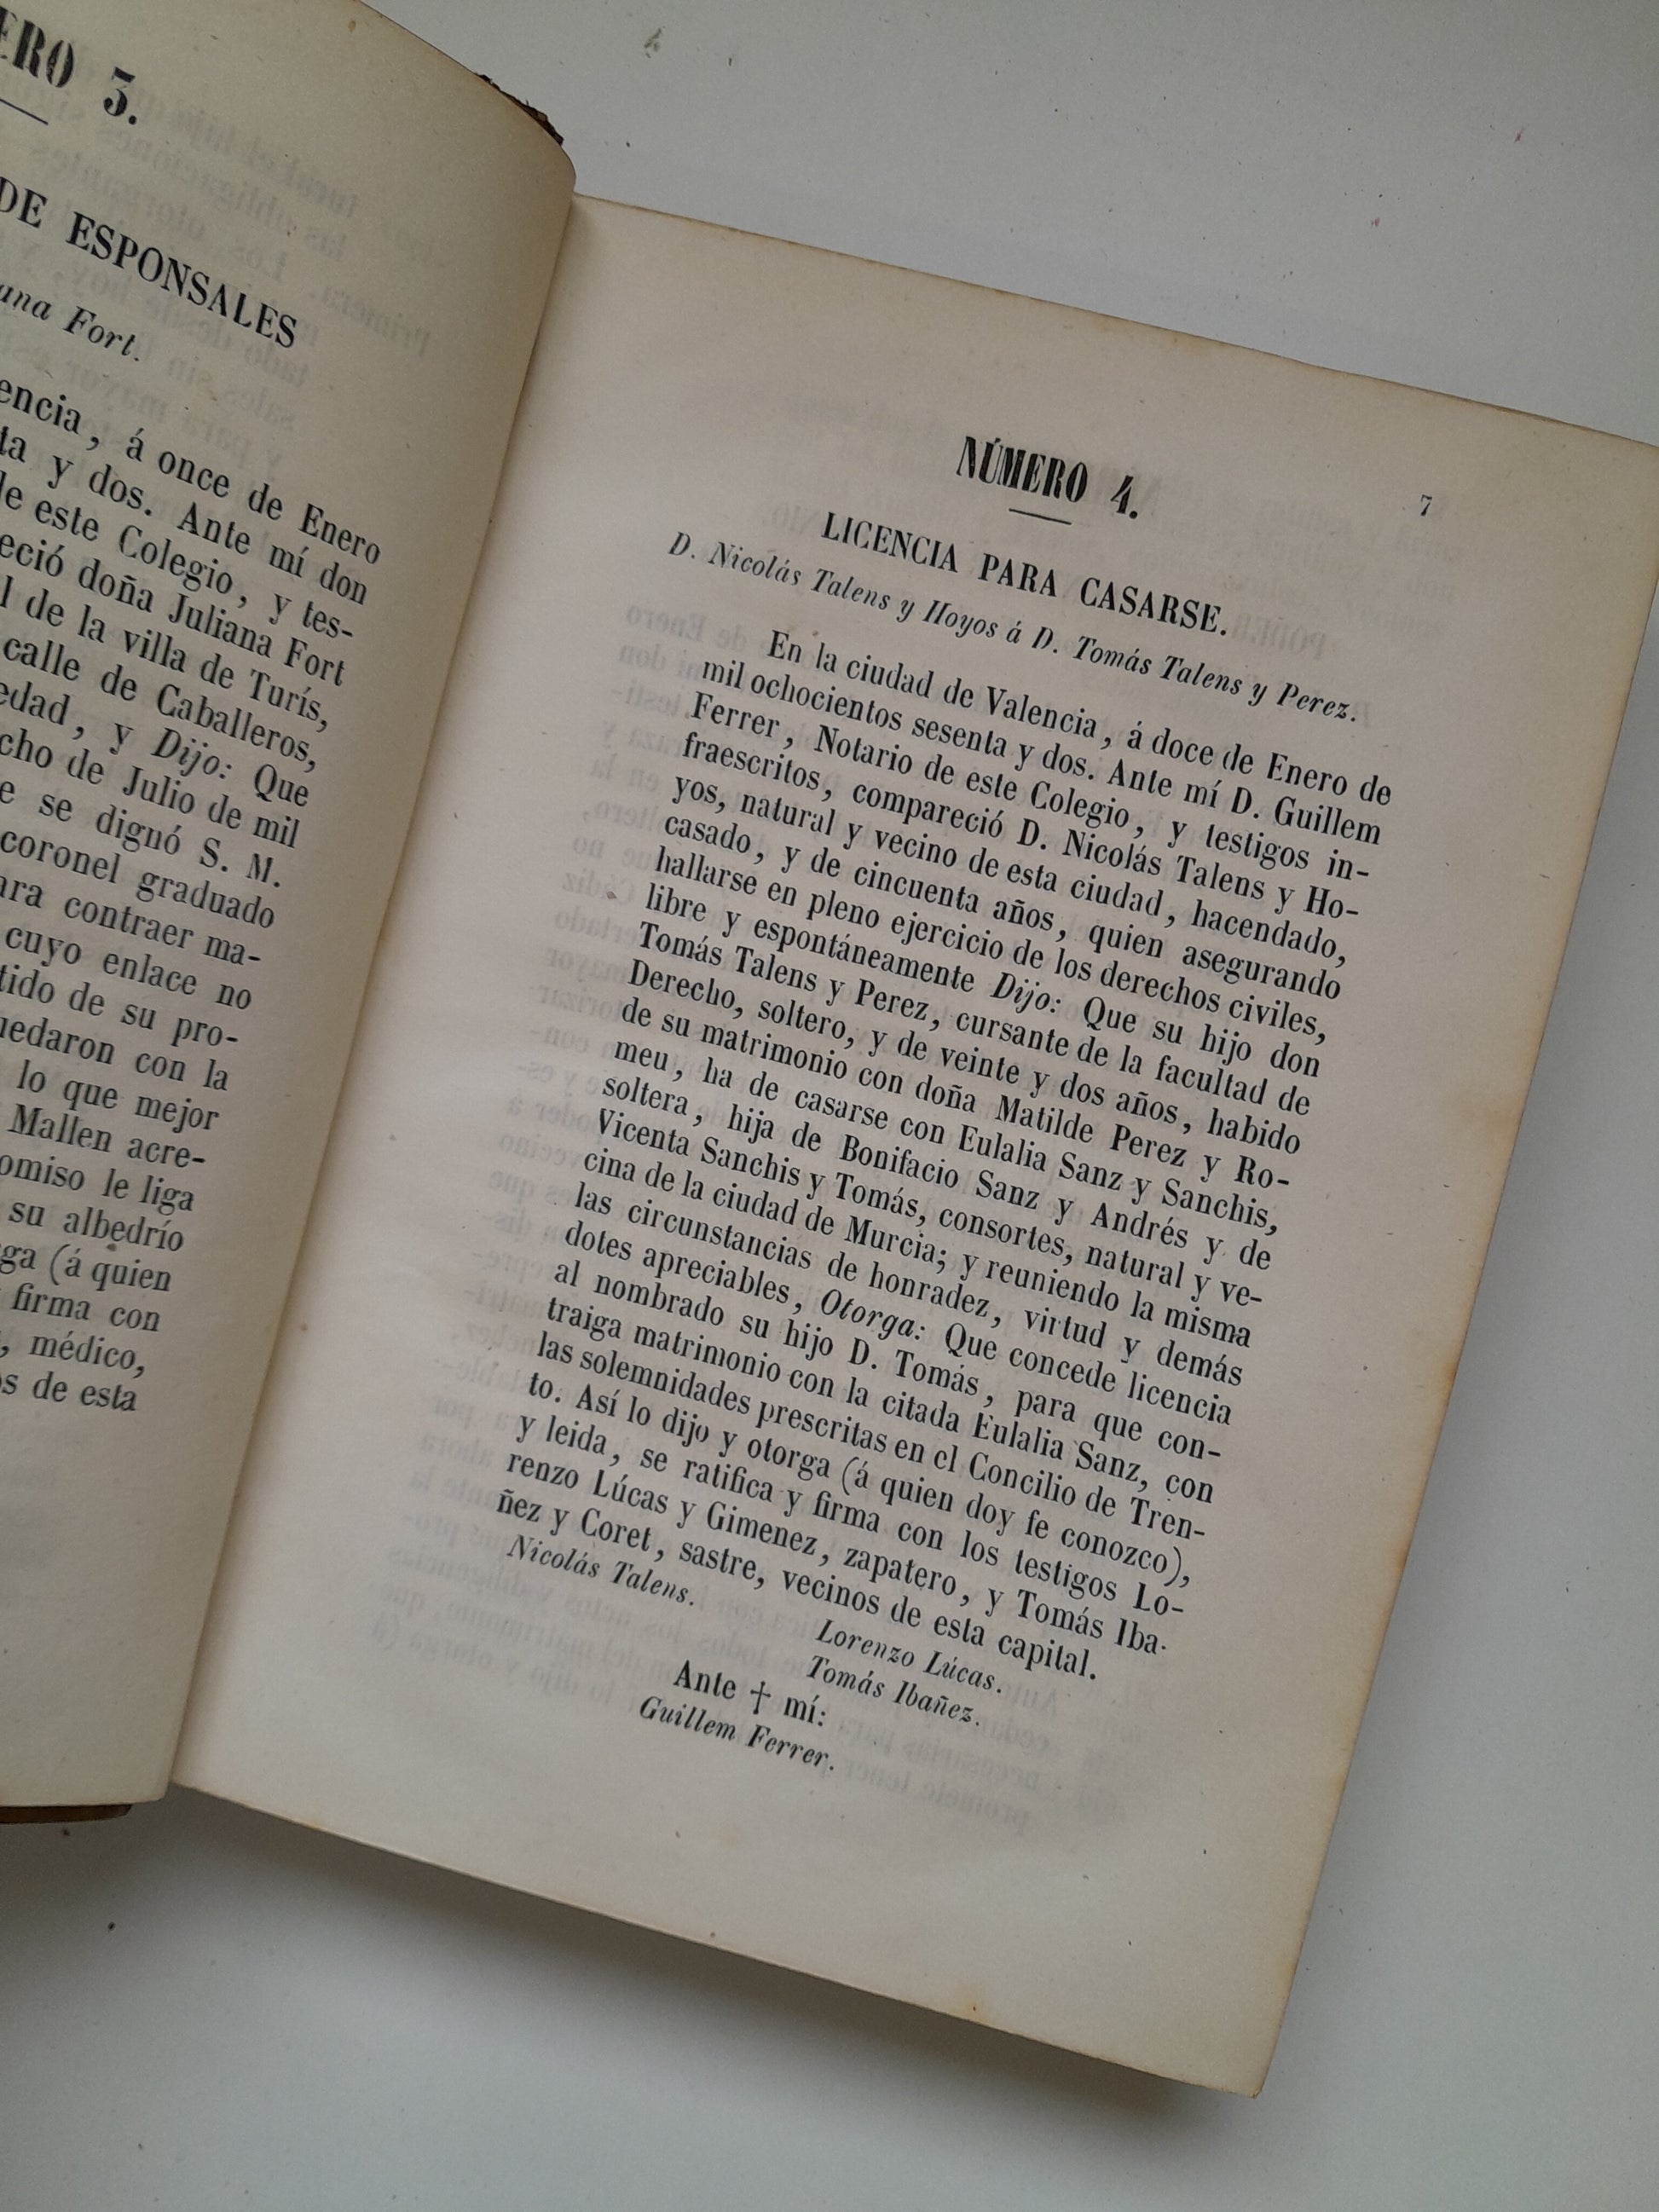 ERO 3.
DE ESPONSALES
ana Fort.
encia, á once de Enero
ta y dos. Ante mí don
de este Colegio, y tes-
eció doña Juliana Fort
l de la villa de Turís,
calle de Caballeros,
edad, y Dijo: Que
cho de Julio de mil
e se dignó S. M.
coronel graduado
ara contraer ma-
cuyo enlace no
tido de su pro-
uedaron con la
lo que mejor
Mallen acre-
omiso le liga
su albedrío
ga (á quien
firma con
, médico,
os de esta
7
NÚMERO 4.
LICENCIA PARA CASARSE.
D. Nicolás Talens y Hoyos á D. Tomás Talens y Perez.
En la ciudad de Valencia, á doce de Enero de
mil ochocientos sesenta y dos. Ante mí D. Guillem
Ferrer, Notario de este Colegio, y testigos in-
fraescritos, compareció D. Nicolás Talens y Ho-
yos, natural y vecino de esta ciudad, hacendado,
casado, y de cincuenta años, quien asegurando
hallarse en pleno ejercicio de los derechos civiles,
libre y espontáneamente Dijo: Que su hijo don
Tomás Talens y Perez, cursante de la facultad de
Derecho, soltero, y de veinte y dos años, habido
de su matrimonio con doña Matilde Perez y Ro-
meu, ha de casarse con Eulalia Sanz y Sanchis,
soltera, hija de Bonifacio Sanz y Andrés y de
Vicenta Sanchis y Tomás, consortes, natural y ve-
cina de la ciudad de Murcia; y reuniendo la misma
las circunstancias de honradez, virtud y demás
dotes apreciables, Otorga: Que concede licencia
al nombrado su hijo D. Tomás, para que con-
traiga matrimonio con la citada Eulalia Sanz, con
las solemnidades prescritas en el Concilio de Tren-
to. Así lo dijo y otorga (á quien doy fe conozco),
y leida, se ratifica y firma con los testigos Lo-
renzo Lúcas y Gimenez, zapatero, y Tomás Iba-
ñez y Coret, sastre, vecinos de esta capital.
Nicolás Talens.
Lorenzo Lúcas.
Tomás Ibañez.
Ante † mí:
Guillem Ferrer.